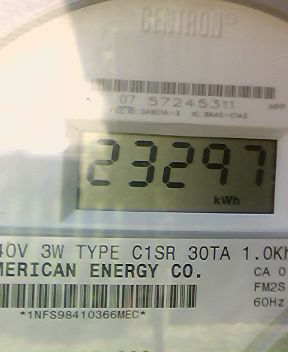 CENTRON®
07 57245311
23297
kWh
40V 3W TYPE C1SR 30TA 1.0Kh
MERICAN ENERGY CO.
CA 0
FM2S
60Hz
*1NFS98410366MEC*